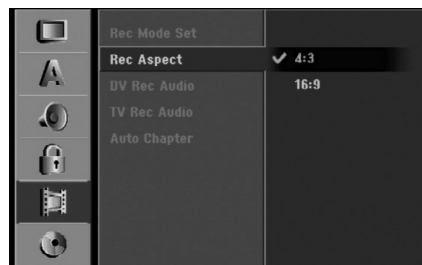 Rec Mode Set
Rec Aspect
4:3
DV Rec Audio
16:9
TV Rec Audio
Auto Chapter